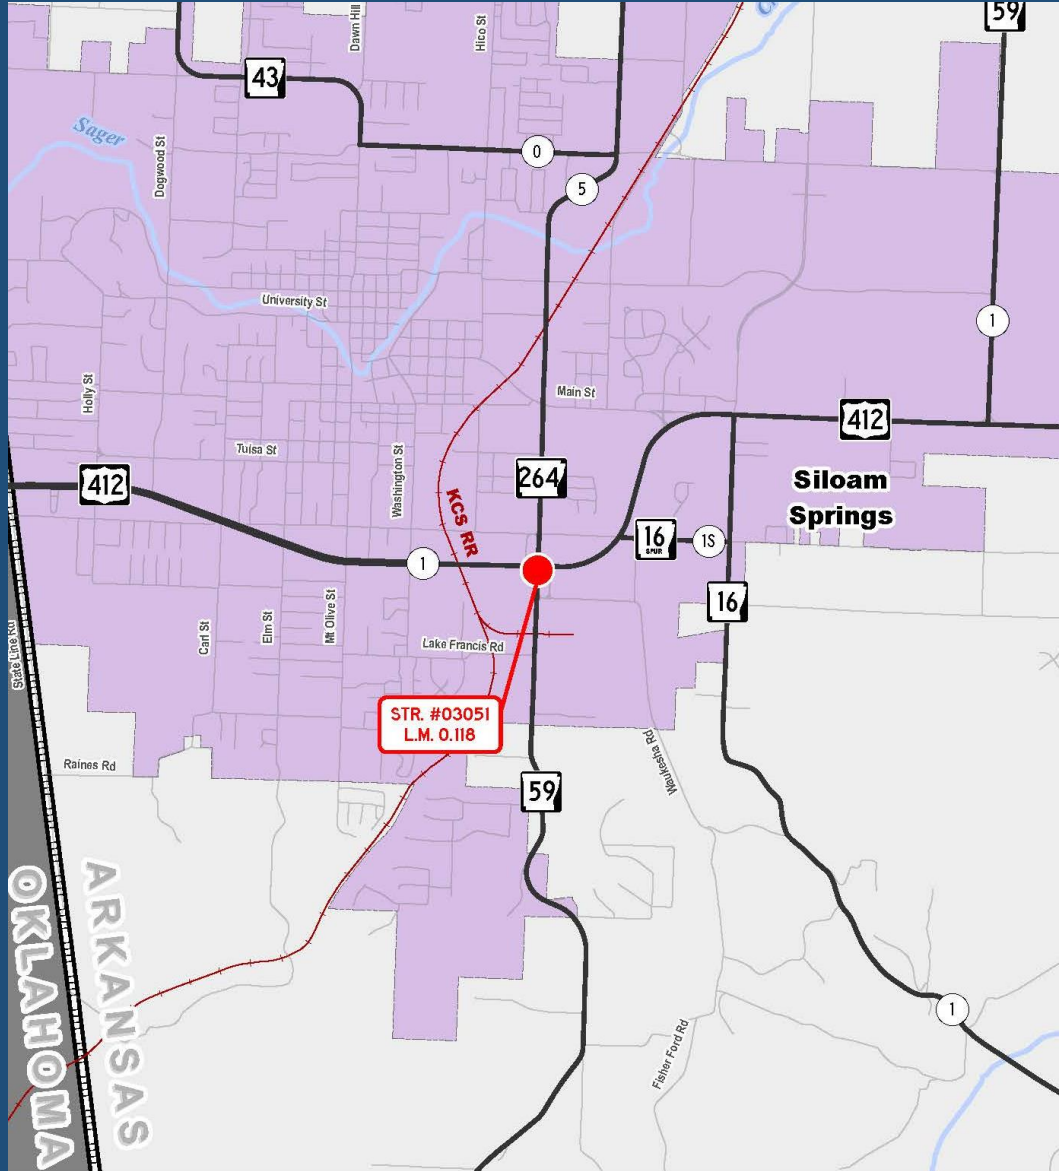 59
Dawn Hill
Hico St
43
Sager
Dogwood St
0
5
University St
1
Holly St
Main St
412
Tulsa St
Washington St
264
412
Siloam
Springs
KCS RR
16
SPUR
1S
1
16
Mt Olive St
Elm St
Carl St
State Line Rd
Lake Francis Rd
STR. #03051
L.M. 0.118
Waukesha Rd
Raines Rd
59
ARKANSAS
OKLAHOMA
1
Fisher Ford Rd